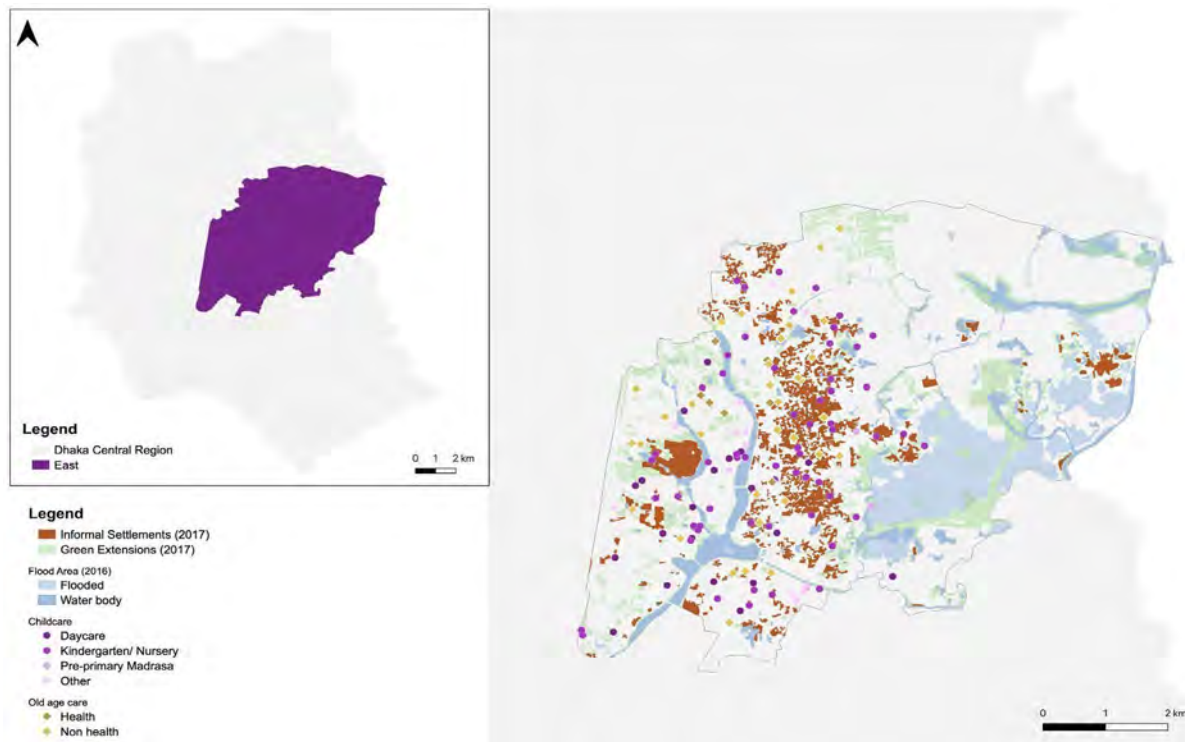 Legend
Dhaka Central Region
East
0 1 2 km
Legend
Informal Settlements (2017)
Green Extensions (2017)
Flood Area (2016)
Flooded
Water body
Childcare
Daycare
Kindergarten/ Nursery
Pre-primary Madrasa
Other
Old age care
Health
Non health
0 1 2 km